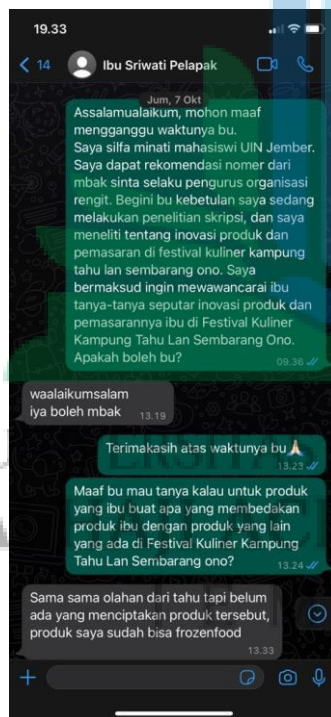 19.33
14
Ibu Sriwati Pelapak
Jum, 7 Okt
Assalamualaikum, mohon maaf
mengganggu waktunya bu.
Saya silfa minati mahasiswi UIN Jember.
Saya dapat rekomendasi nomer dari
mbak sinta selaku pengurus organisasi
rengit. Begini bu kebetulan saya sedang
melakukan penelitian skripsi, dan saya
meneliti tentang inovasi produk dan
pemasaran di festival kuliner kampung
tahu lan sembarang ono. Saya
bermaksud ingin mewawancarai ibu
tanya-tanya seputar inovasi produk dan
pemasarannya ibu di Festival Kuliner
Kampung Tahu Lan Sembarang Ono.
Apakah boleh bu?
09.36
waalaikumsalam
iya boleh mbak 13.19
Terimakasih atas waktunya bu🙏
13.23
Maaf bu mau tanya kalau untuk produk
yang ibu buat apa yang membedakan
produk ibu dengan produk yang lain
yang ada di Festival Kuliner Kampung
Tahu Lan Sembarang ono? 13.24
Sama sama olahan dari tahu tapi belum
ada yang menciptakan produk tersebut,
produk saya sudah bisa frozenfood
13.33